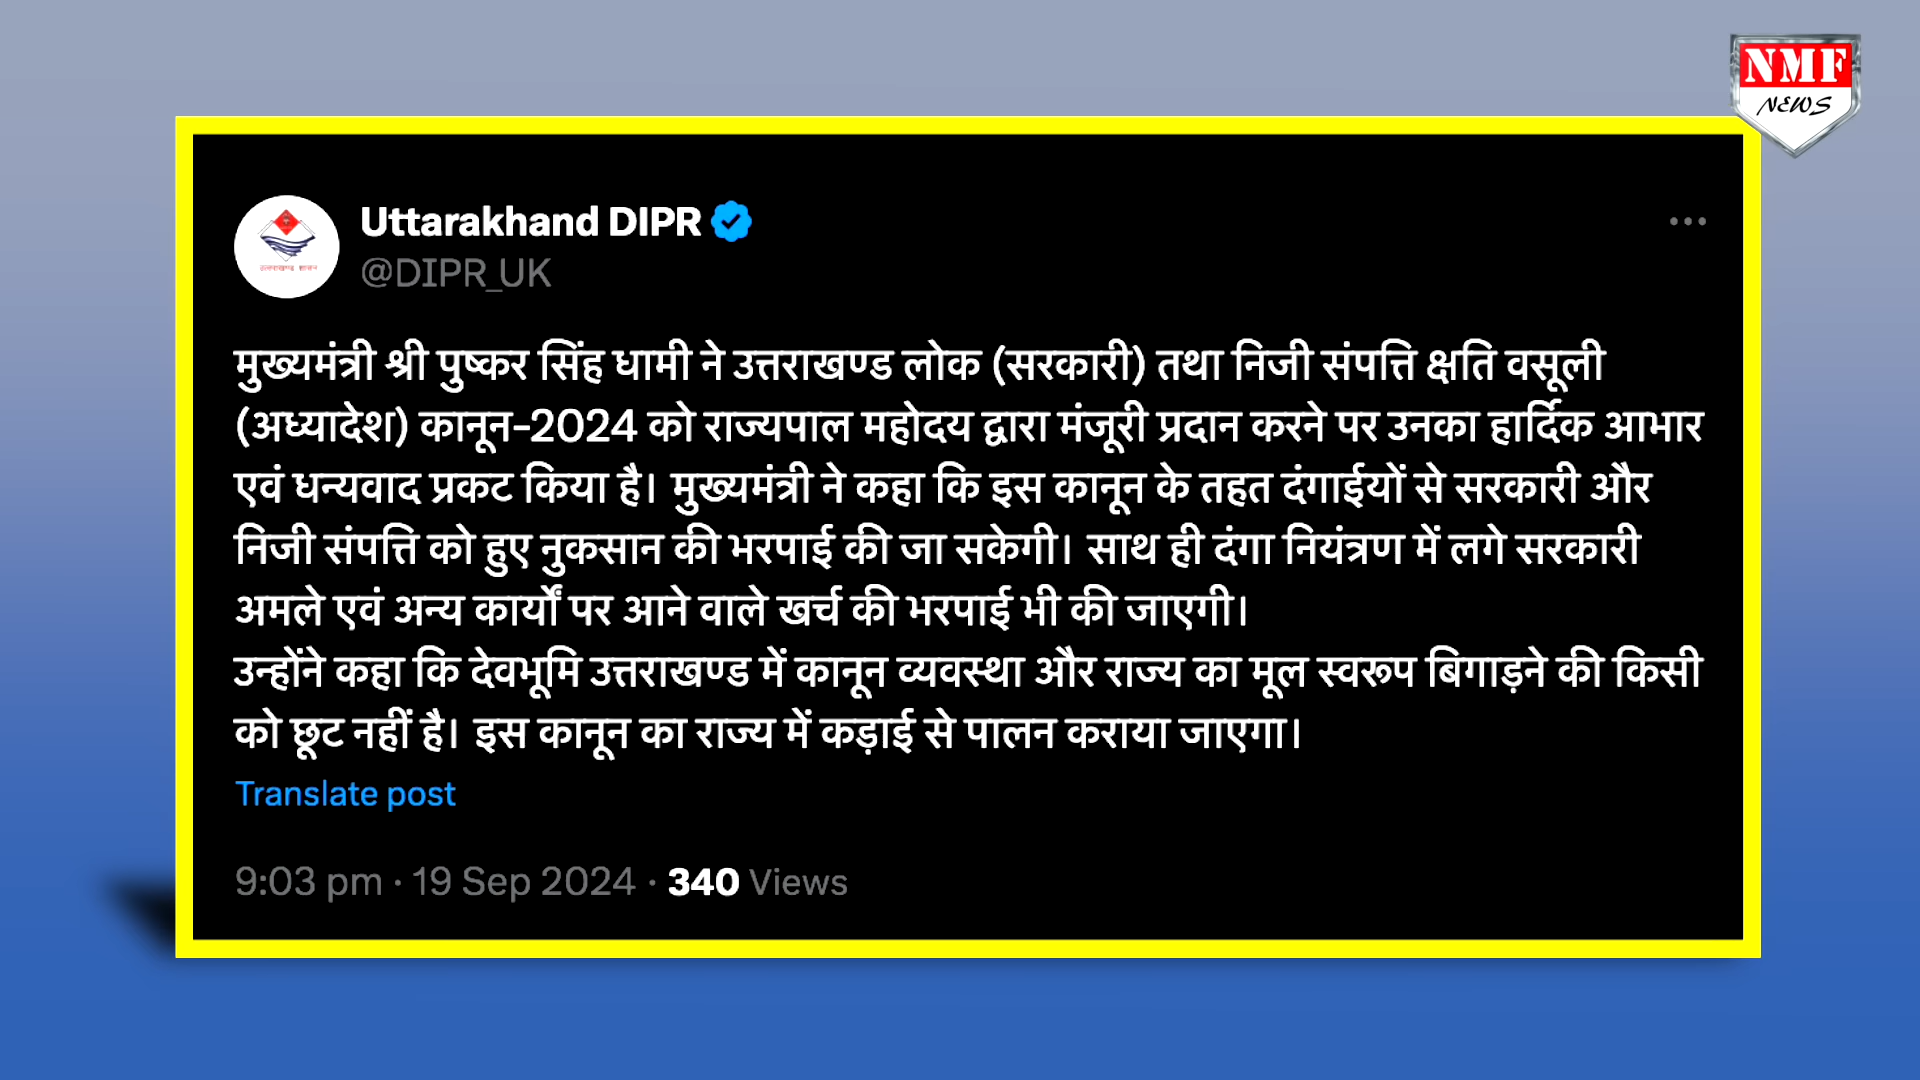 NMF
NEWS
Uttarakhand DIPR
@DIPR_UK
मुख्यमंत्री श्री पुष्कर सिंह धामी ने उत्तराखण्ड लोक (सरकारी) तथा निजी संपत्ति क्षति वसूली
(अध्यादेश) कानून-2024 को राज्यपाल महोदय द्वारा मंजूरी प्रदान करने पर उनका हार्दिक आभार
एवं धन्यवाद प्रकट किया है। मुख्यमंत्री ने कहा कि इस कानून के तहत दंगाईयों से सरकारी और
निजी संपत्ति को हुए नुकसान की भरपाई की जा सकेगी। साथ ही दंगा नियंत्रण में लगे सरकारी
अमले एवं अन्य कार्यों पर आने वाले खर्च की भरपाई भी की जाएगी।
उन्होंने कहा कि देवभूमि उत्तराखण्ड में कानून व्यवस्था और राज्य का मूल स्वरूप बिगाड़ने की किसी
को छूट नहीं है। इस कानून का राज्य में कड़ाई से पालन कराया जाएगा।
Translate post
9:03 pm · 19 Sep 2024 · 340 Views